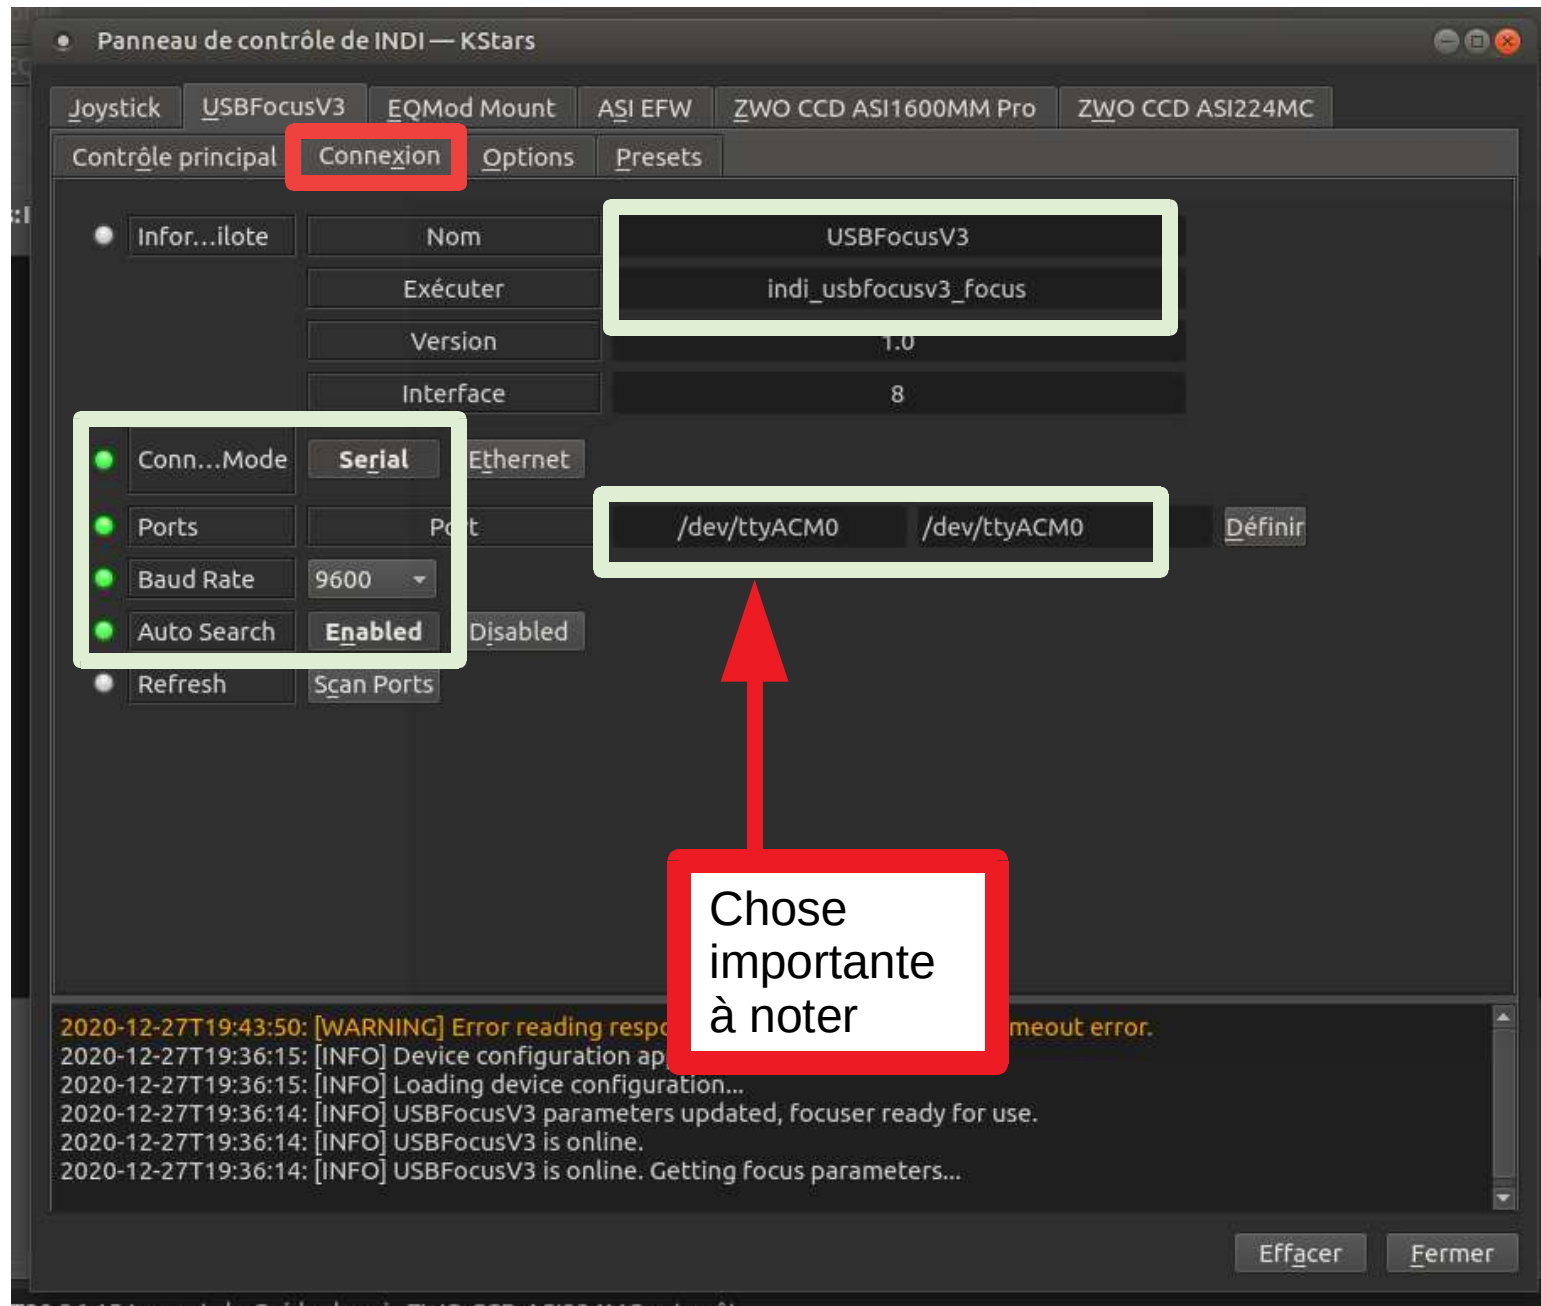 Panneau de contrôle de INDI — KStars
Joystick USBFocusV3 EQMod Mount ASI EFW ZWO CCD ASI1600MM Pro ZWO CCD ASI224MC
Contrôle principal Connexion Options Presets
Infor...ilote Nom USBFocusV3
Exécuter indi_usbfocusv3_focus
Version 1.0
Interface 8
Conn...Mode Serial Ethernet
Ports Port /dev/ttyACM0 /dev/ttyACM0 Définir
Baud Rate 9600
Auto Search Enabled Disabled
Refresh Scan Ports
Chose
importante
à noter
2020-12-27T19:43:50: [WARNING] Error reading error.
2020-12-27T19:36:15: [INFO] Device configuration
2020-12-27T19:36:15: [INFO] Loading device configuration...
2020-12-27T19:36:14: [INFO] USBFocusV3 parameters updated, focuser ready for use.
2020-12-27T19:36:14: [INFO] USBFocusV3 is online.
2020-12-27T19:36:14: [INFO] USBFocusV3 is online. Getting focus parameters...
Effacer Fermer